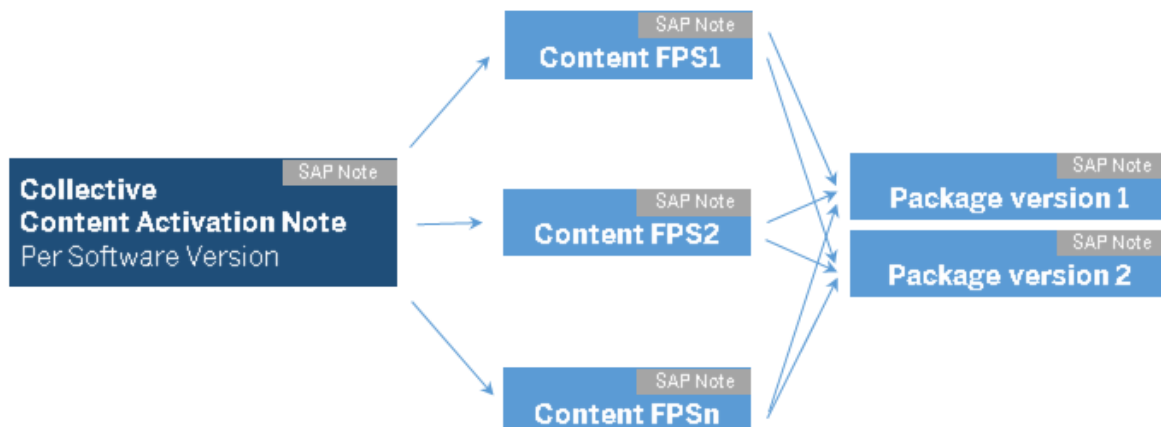 SAP Note
Collective
Content Activation Note
Per Software Version
SAP Note
Content FPS1
SAP Note
Content FPS2
SAP Note
Content FPSn
SAP Note
Package version 1
SAP Note
Package version 2